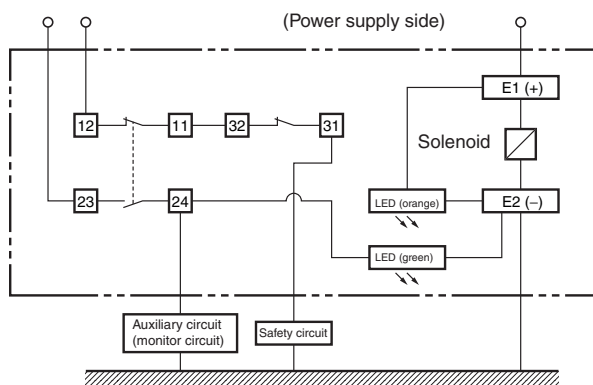 (Power supply side)
E1 (+)
12
11
32
31
Solenoid
23
24
LED (orange)
E2 (–)
LED (green)
Auxiliary circuit
(monitor circuit)
Safety circuit